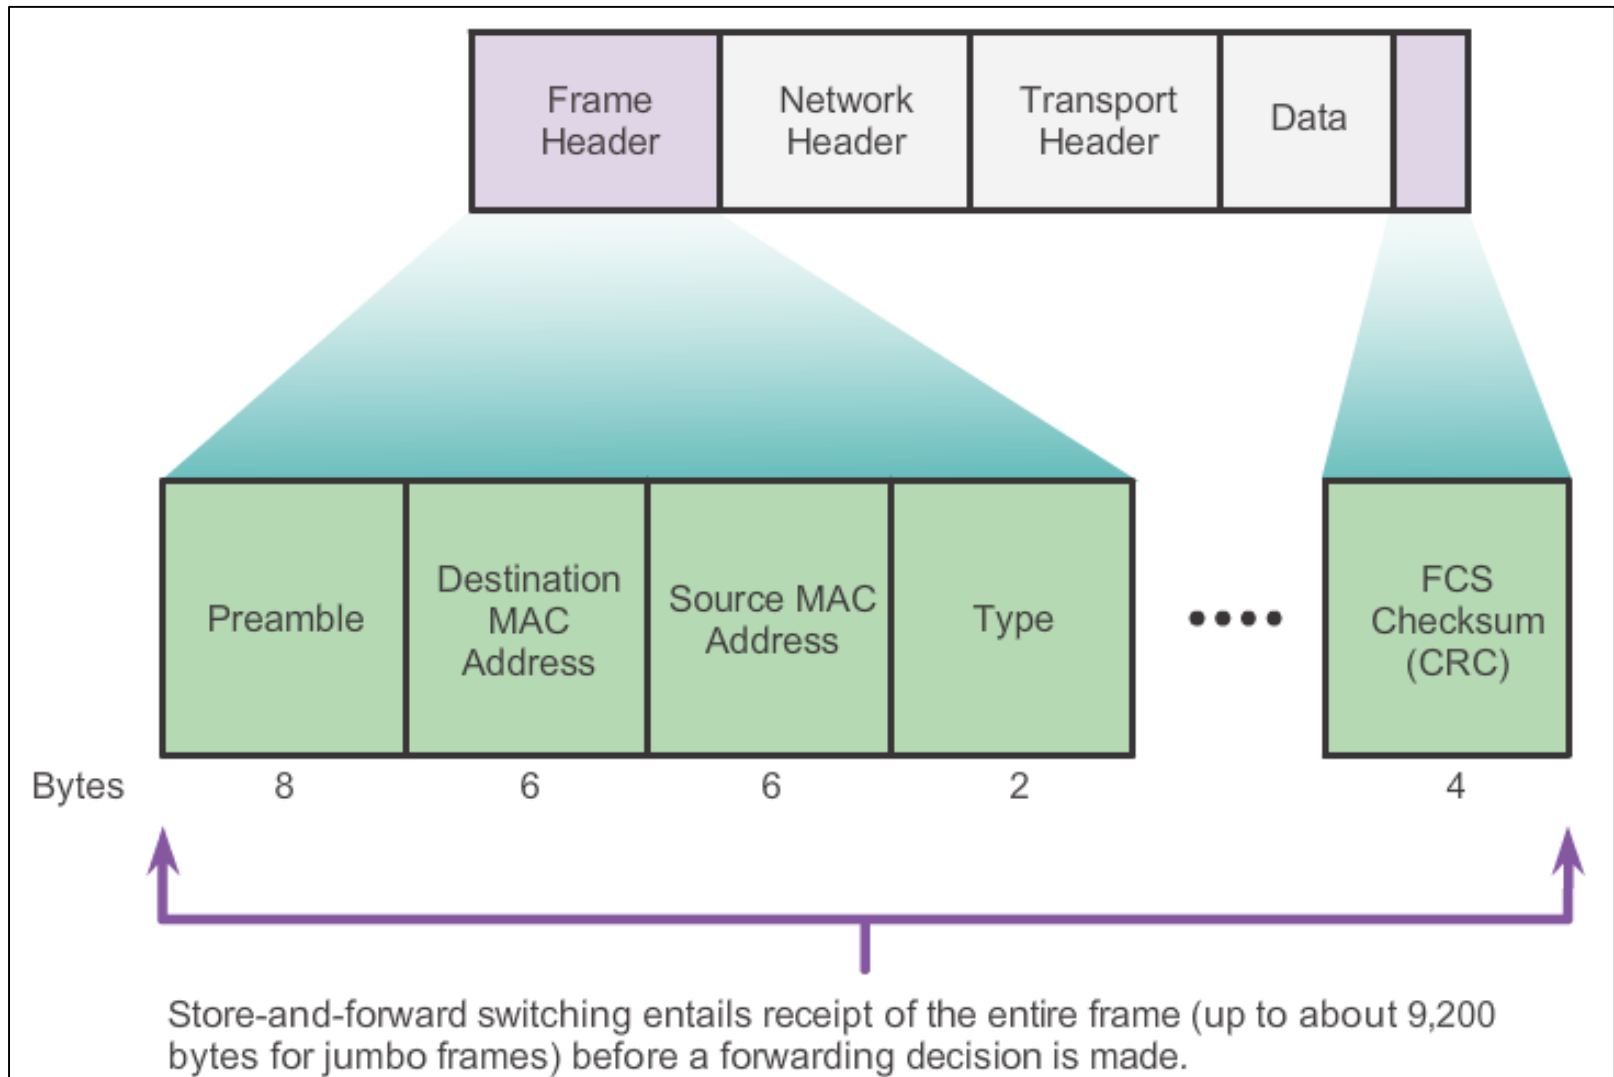 Frame
Header
Network
Header
Transport
Header
Data
Preamble
Destination
MAC
Address
Source MAC
Address
Type
••••
FCS
Checksum
(CRC)
Bytes 8 6 6 2 4
Store-and-forward switching entails receipt of the entire frame (up to about 9,200
bytes for jumbo frames) before a forwarding decision is made.